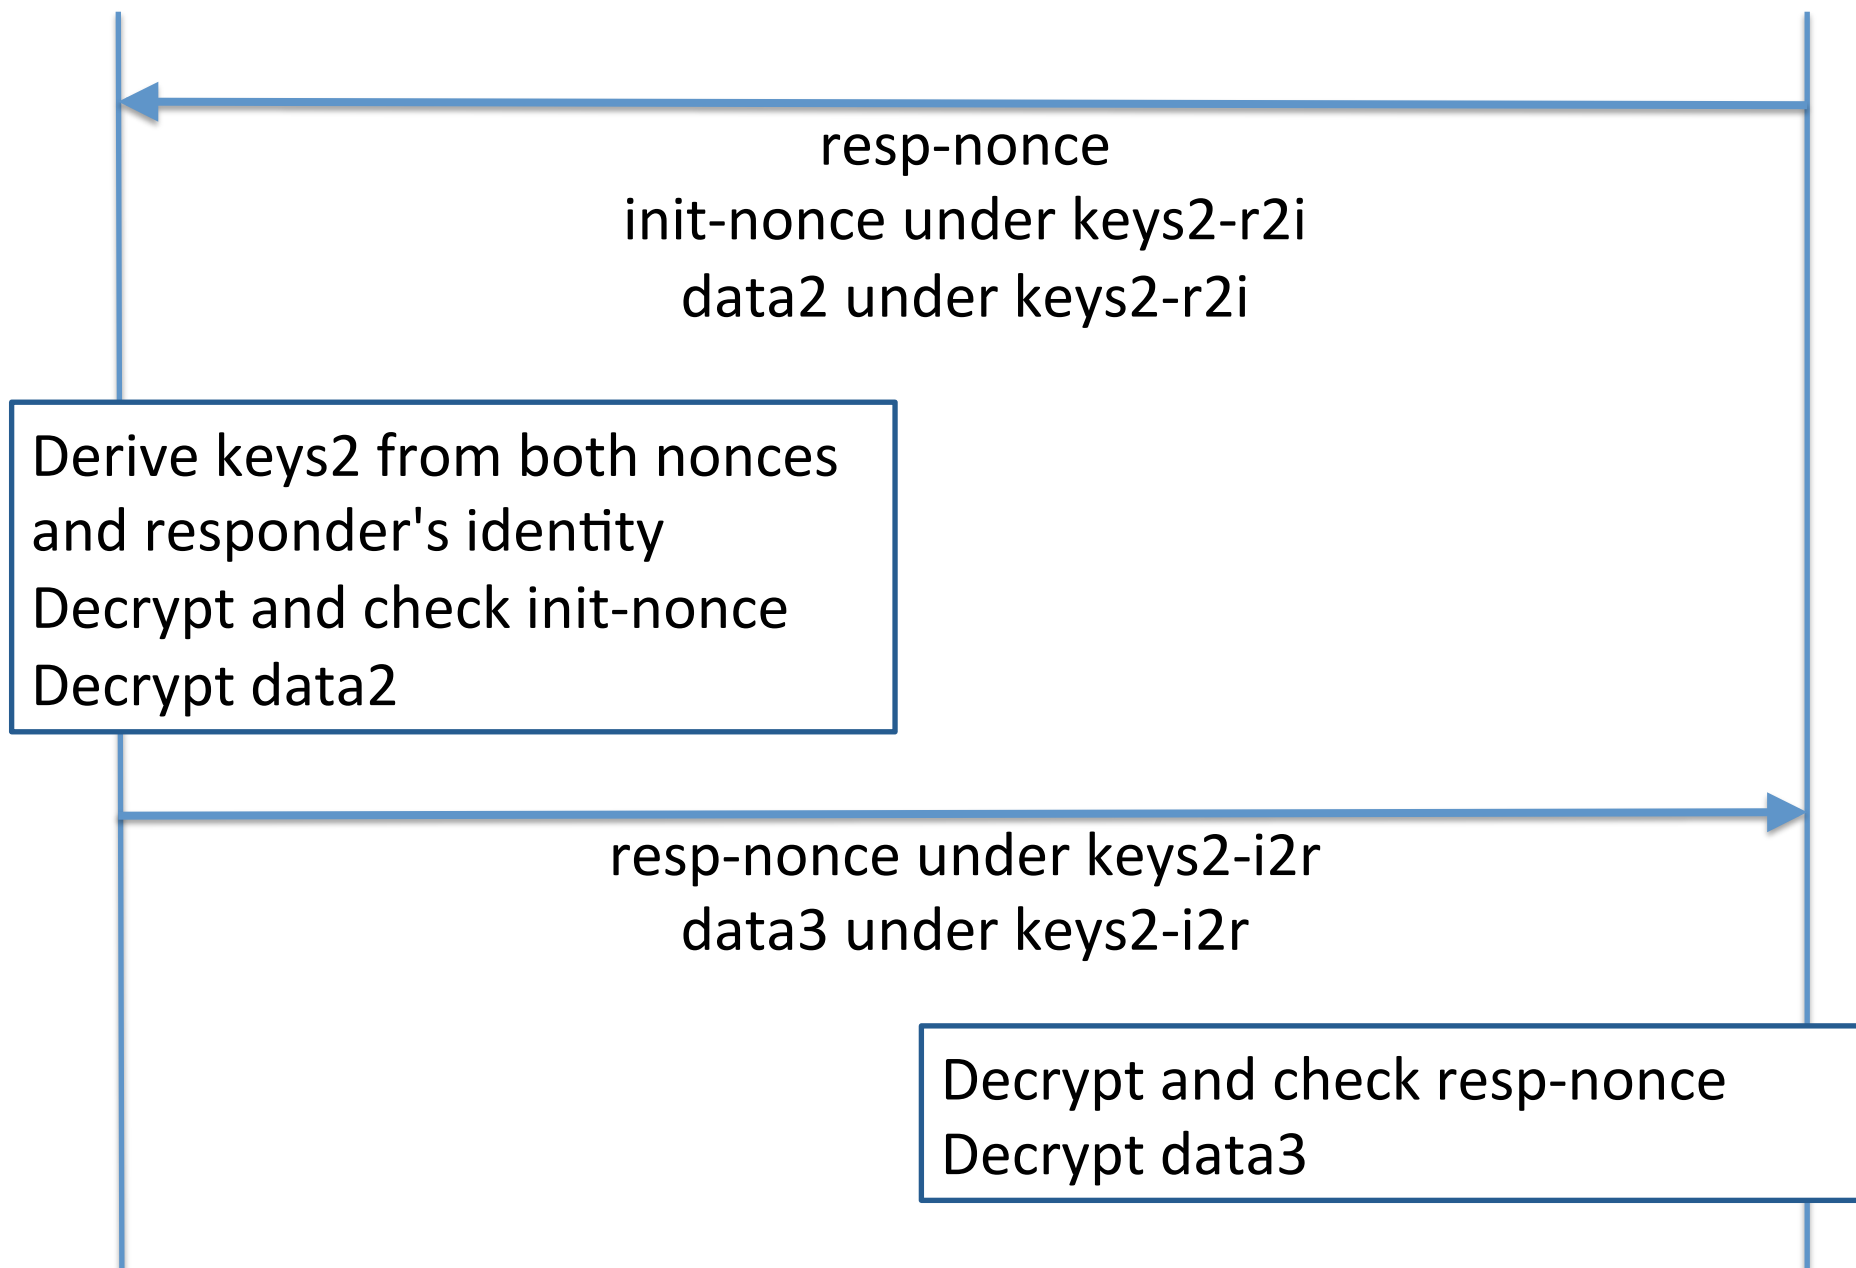 resp-nonce
init-nonce under keys2-r2i
data2 under keys2-r2i
Derive keys2 from both nonces
and responder's identity
Decrypt and check init-nonce
Decrypt data2
resp-nonce under keys2-i2r
data3 under keys2-i2r
Decrypt and check resp-nonce
Decrypt data3